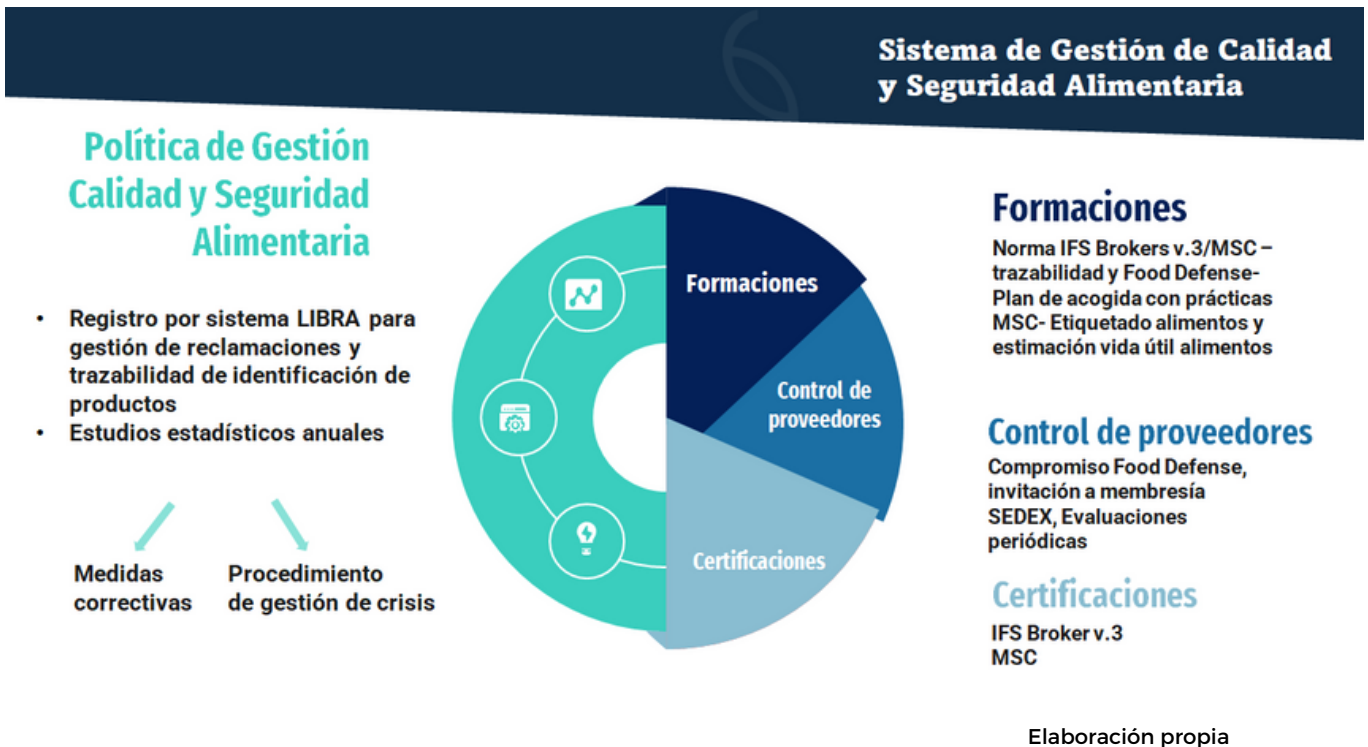 Sistema de Gestión de Calidad
y Seguridad Alimentaria
Política de Gestión
Calidad y Seguridad
Alimentaria
• Registro por sistema LIBRA para
gestión de reclamaciones y
trazabilidad de identificación de
productos
• Estudios estadísticos anuales
Medidas
correctivas
Procedimiento
de gestión de crisis
Formaciones
Control de
proveedores
Certificaciones
Formaciones
Norma IFS Brokers v.3/MSC –
trazabilidad y Food Defense-
Plan de acogida con prácticas
MSC- Etiquetado alimentos y
estimación vida útil alimentos
Control de proveedores
Compromiso Food Defense,
invitación a membresía
SEDEX, Evaluaciones
periódicas
Certificaciones
IFS Broker v.3
MSC
Elaboración propia